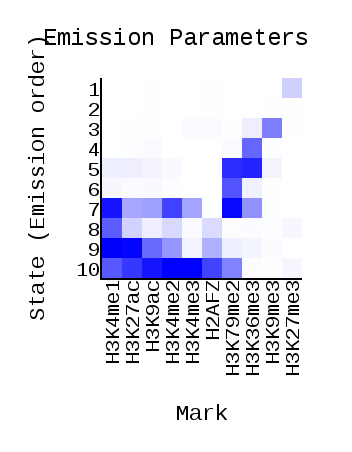 Emission Parameters
State (Emission order)
1
2
3
4
5
6
7
8
9
10
H3K4me1
H3K27ac
H3K9ac
H3K4me2
H3K4me3
H2AFZ
H3K79me2
H3K36me3
H3K9me3
H3K27me3
Mark